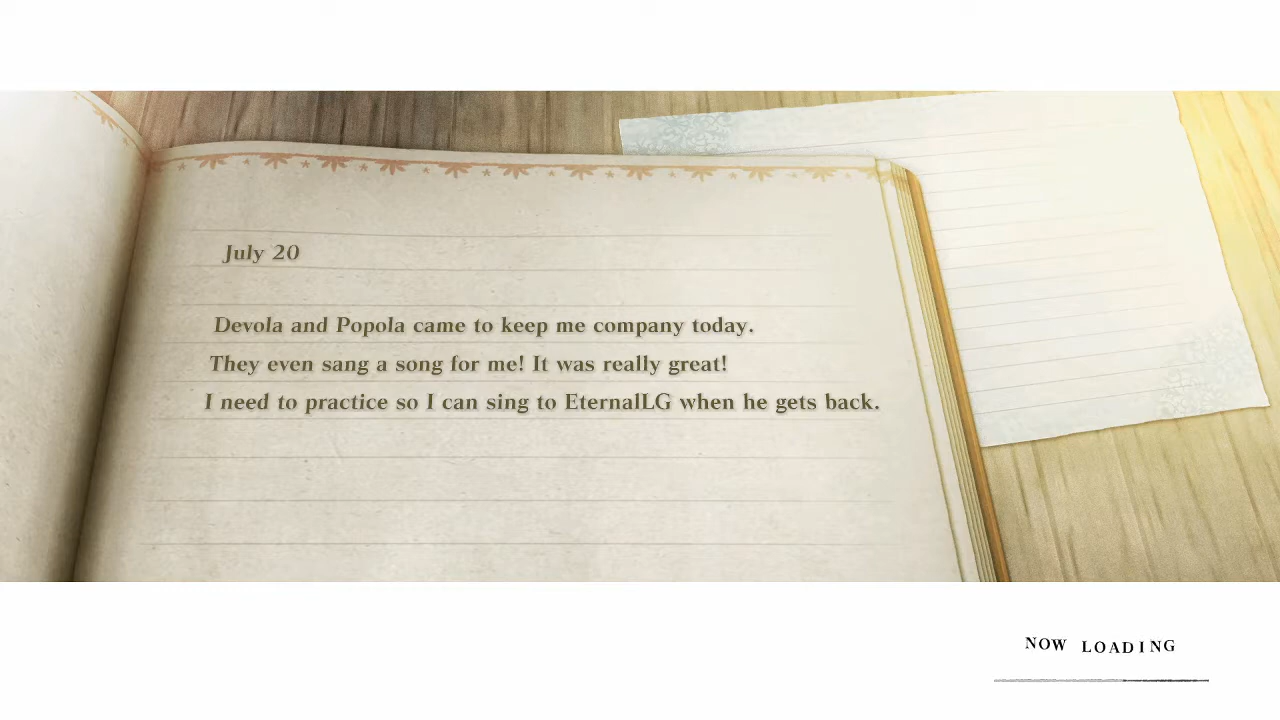 July 20
Devola and Popola came to keep me company today.
They even sang a song for me! It was really great!
I need to practice so I can sing to EternalLG when he gets back.
NOW LOADING